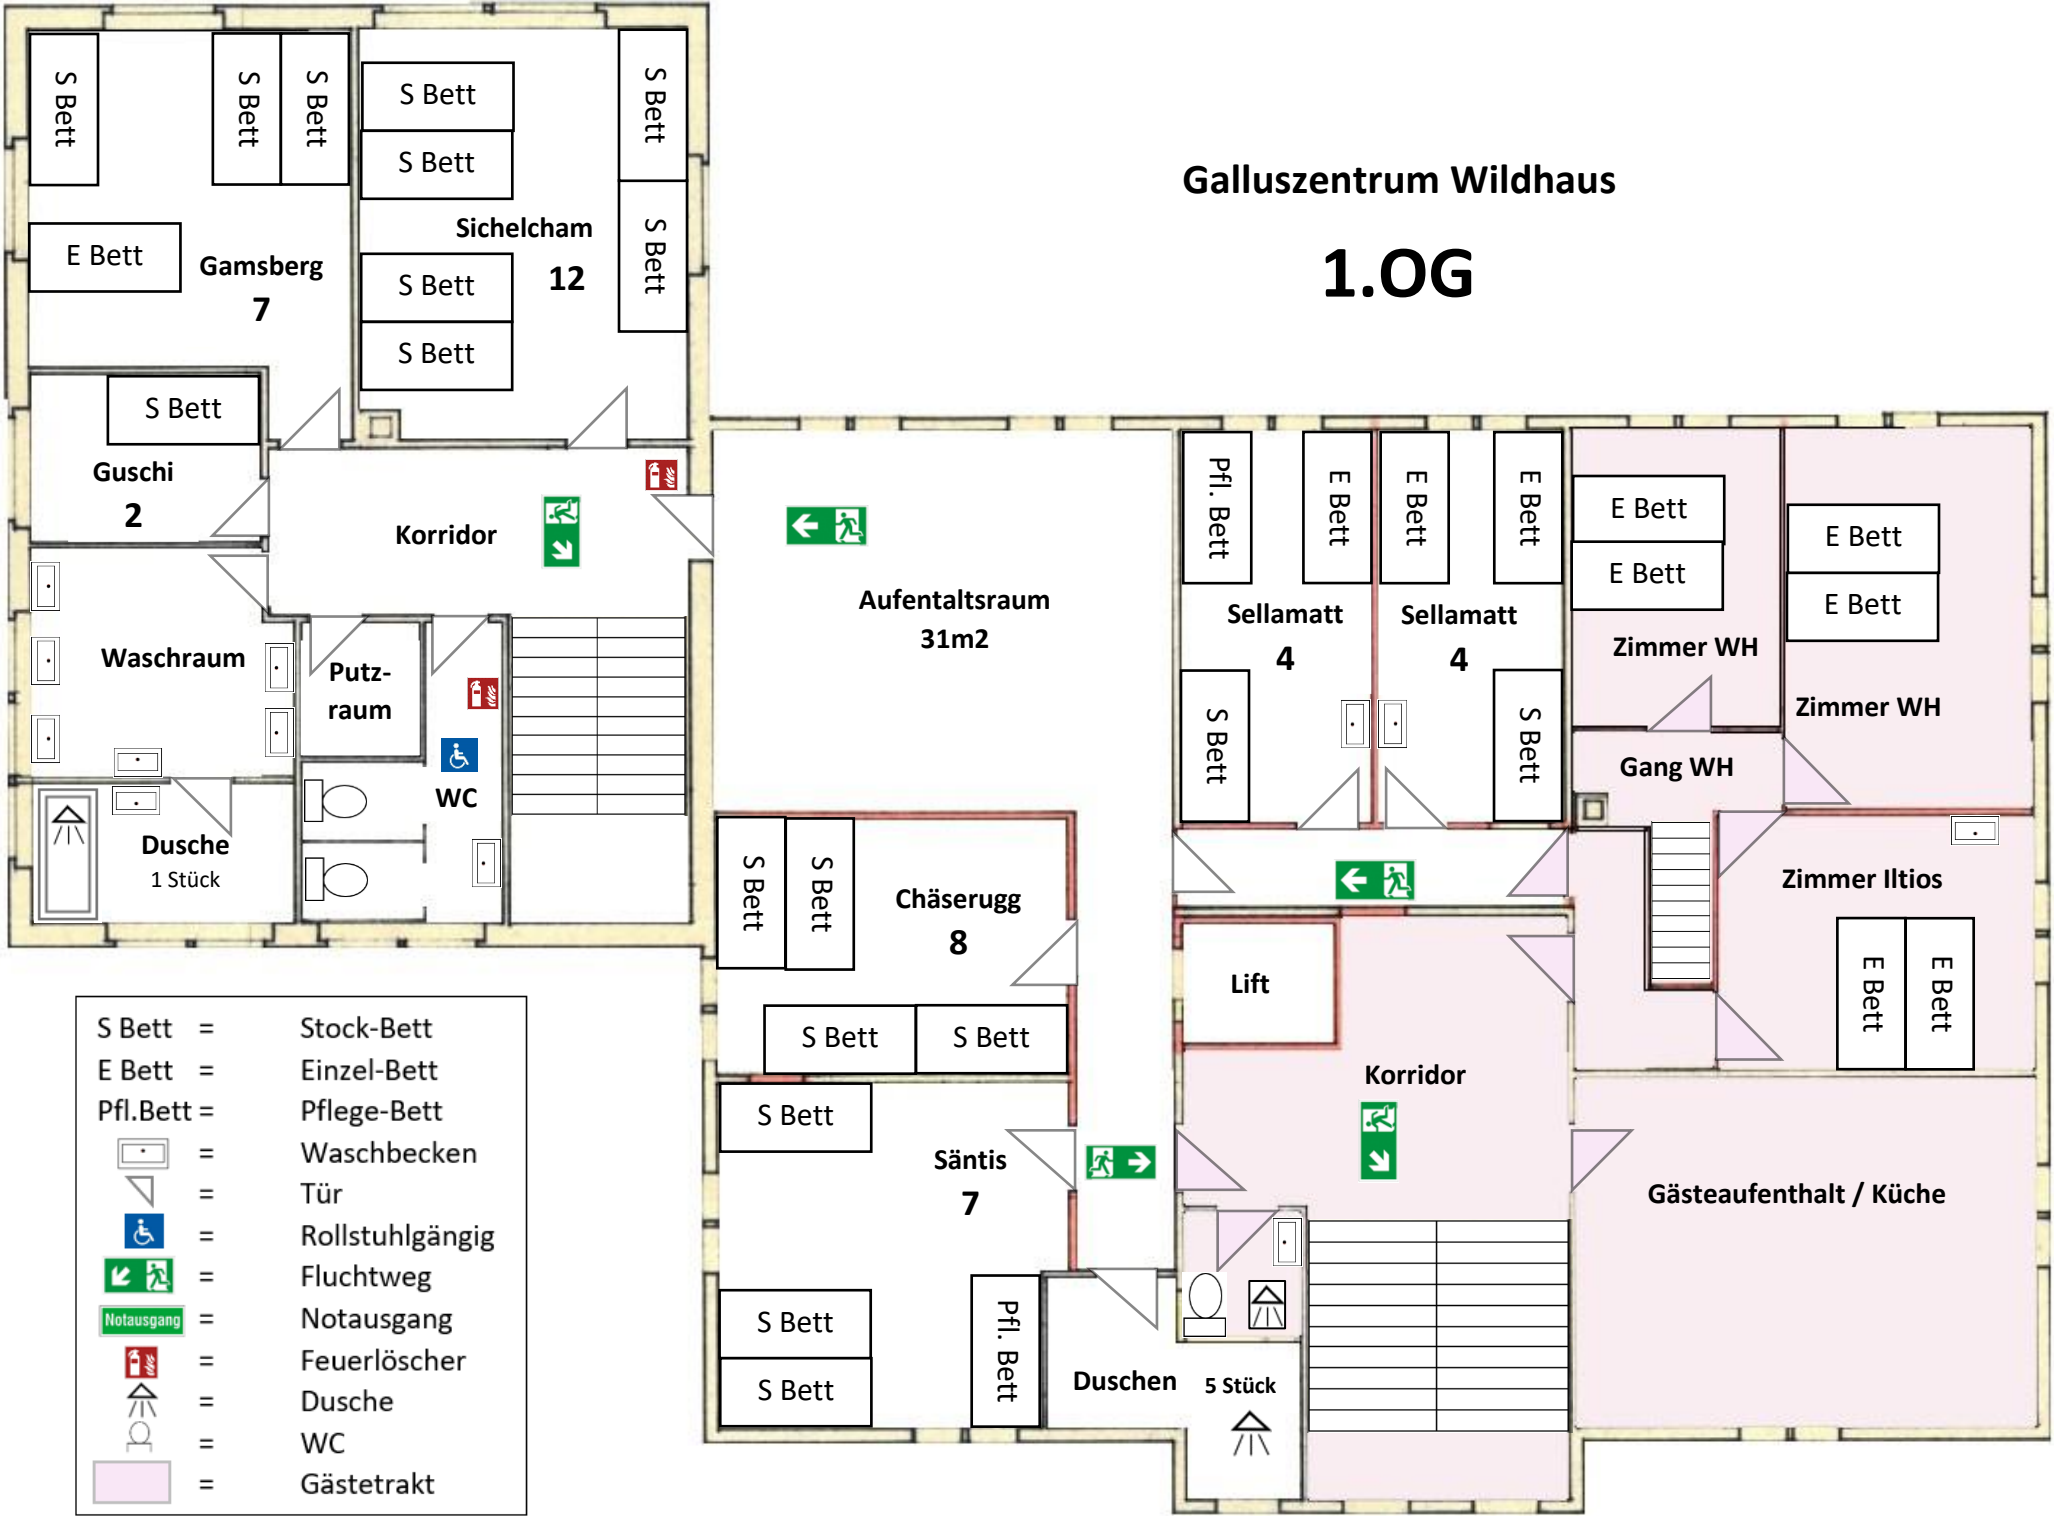 Galluszentrum Wildhaus
1.OG
S Bett
S Bett
S Bett
E Bett
Gamsberg
7
S Bett
S Bett
S Bett
S Bett
S Bett
S Bett
Sichelcham
12
S Bett
Guschi
2
Korridor
Waschraum
Putz-
raum
WC
Dusche
1 Stück
Aufentaltsraum
31m2
Pfl. Bett
E Bett
Sellamatt
4
S Bett
E Bett
E Bett
Sellamatt
4
S Bett
E Bett
E Bett
Zimmer WH
E Bett
E Bett
Zimmer WH
Gang WH
Zimmer Iltios
E Bett
E Bett
S Bett
S Bett
Chäserugg
8
S Bett
S Bett
Lift
Korridor
S Bett
Säntis
7
S Bett
S Bett
Pfl. Bett
Duschen
5 Stück
Gästeaufenthalt / Küche
S Bett = Stock-Bett
E Bett = Einzel-Bett
Pfl.Bett = Pflege-Bett
= Waschbecken
= Tür
= Rollstuhlgängig
= Fluchtweg
Notausgang = Notausgang
= Feuerlöscher
= Dusche
= WC
= Gästetrakt